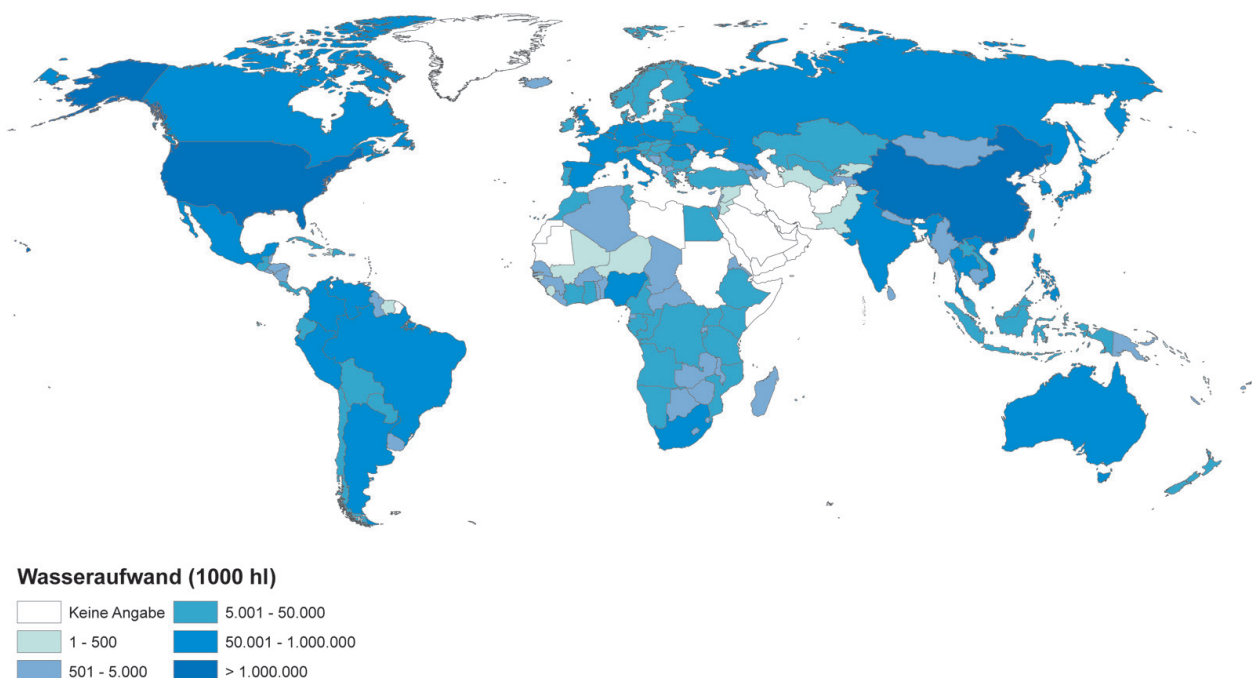 Wasseraufwand (1000 hl)
Keine Angabe
1 - 500
501 - 5.000
5.001 - 50.000
50.001 - 1.000.000
> 1.000.000